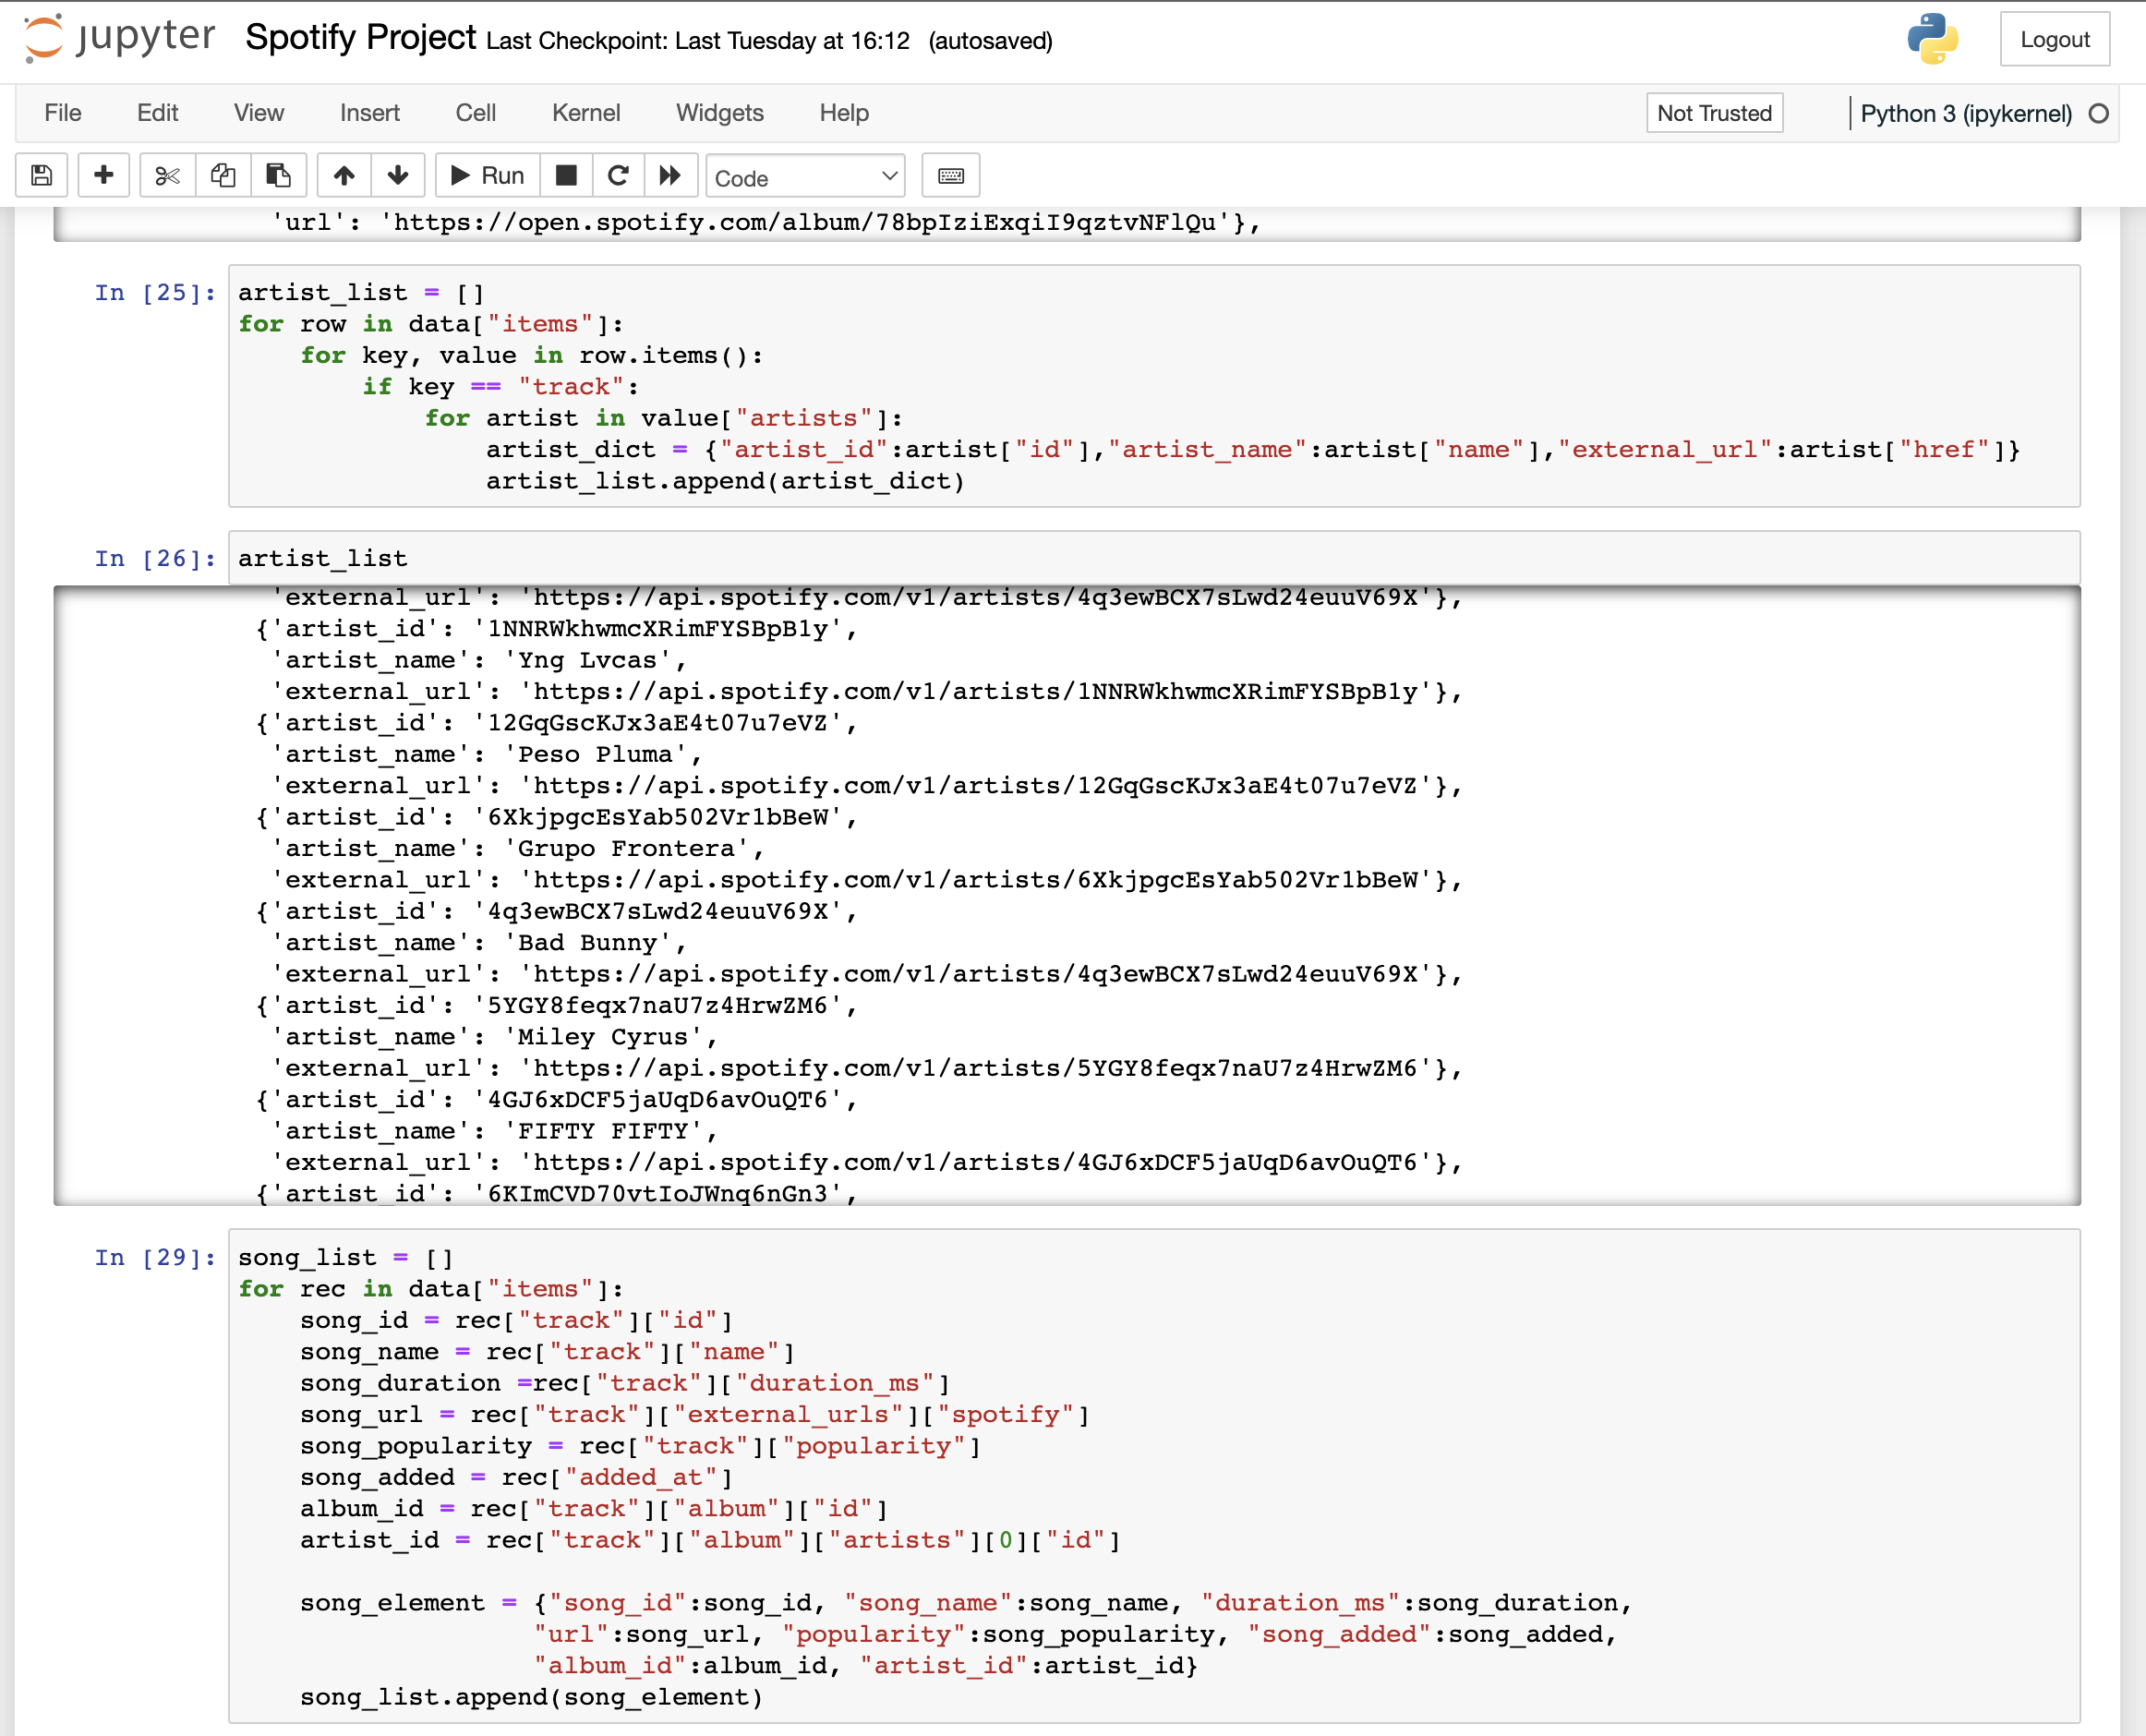 jupyter Spotify Project Last Checkpoint: Last Tuesday at 16:12 (autosaved) Logout
File Edit View Insert Cell Kernel Widgets Help Not Trusted Python 3 (ipykernel)
Run Code
'url': 'https://open.spotify.com/album/78bpIziExqiI9qztvNFlQu'},
In [25]: artist_list = []
for row in data["items"]:
    for key, value in row.items():
        if key == "track":
            for artist in value["artists"]:
                artist_dict = {"artist_id":artist["id"],"artist_name":artist["name"],"external_url":artist["href"]}
                artist_list.append(artist_dict)
In [26]: artist_list
'external_url': 'https://api.spotify.com/v1/artists/4q3ewBCX7sLwd24euuV69X'},
{'artist_id': '1NNRWkhwmcXRimFYSBpB1y',
'artist_name': 'Yng Lvcas',
'external_url': 'https://api.spotify.com/v1/artists/1NNRWkhwmcXRimFYSBpB1y'},
{'artist_id': '12GqGscKJx3aE4t07u7eVZ',
'artist_name': 'Peso Pluma',
'external_url': 'https://api.spotify.com/v1/artists/12GqGscKJx3aE4t07u7eVZ'},
{'artist_id': '6XkjpgcEsYab502Vr1bBeW',
'artist_name': 'Grupo Frontera',
'external_url': 'https://api.spotify.com/v1/artists/6XkjpgcEsYab502Vr1bBeW'},
{'artist_id': '4q3ewBCX7sLwd24euuV69X',
'artist_name': 'Bad Bunny',
'external_url': 'https://api.spotify.com/v1/artists/4q3ewBCX7sLwd24euuV69X'},
{'artist_id': '5YGY8feqx7naU7z4HrwZM6',
'artist_name': 'Miley Cyrus',
'external_url': 'https://api.spotify.com/v1/artists/5YGY8feqx7naU7z4HrwZM6'},
{'artist_id': '4GJ6xDCF5jaUqD6avOuQT6',
'artist_name': 'FIFTY FIFTY',
'external_url': 'https://api.spotify.com/v1/artists/4GJ6xDCF5jaUqD6avOuQT6'},
{'artist_id': '6KImCVD70vtIoJWnq6nGn3',
In [29]: song_list = []
for rec in data["items"]:
    song_id = rec["track"]["id"]
    song_name = rec["track"]["name"]
    song_duration =rec["track"]["duration_ms"]
    song_url = rec["track"]["external_urls"]["spotify"]
    song_popularity = rec["track"]["popularity"]
    song_added = rec["added_at"]
    album_id = rec["track"]["album"]["id"]
    artist_id = rec["track"]["album"]["artists"][0]["id"]
    song_element = {"song_id":song_id, "song_name":song_name, "duration_ms":song_duration,
                   "url":song_url, "popularity":song_popularity, "song_added":song_added,
                   "album_id":album_id, "artist_id":artist_id}
    song_list.append(song_element)